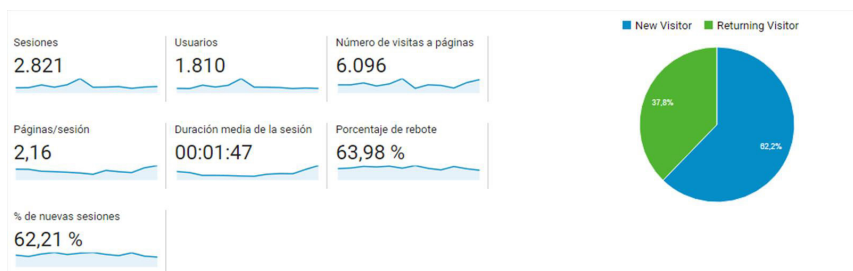 Sesiones
2.821
Usuarios
1.810
Número de visitas a páginas
6.096
Páginas/sesión
2,16
Duración media de la sesión
00:01:47
Porcentaje de rebote
63,98 %
% de nuevas sesiones
62,21 %
New Visitor
Returning Visitor
37,8%
62,2%